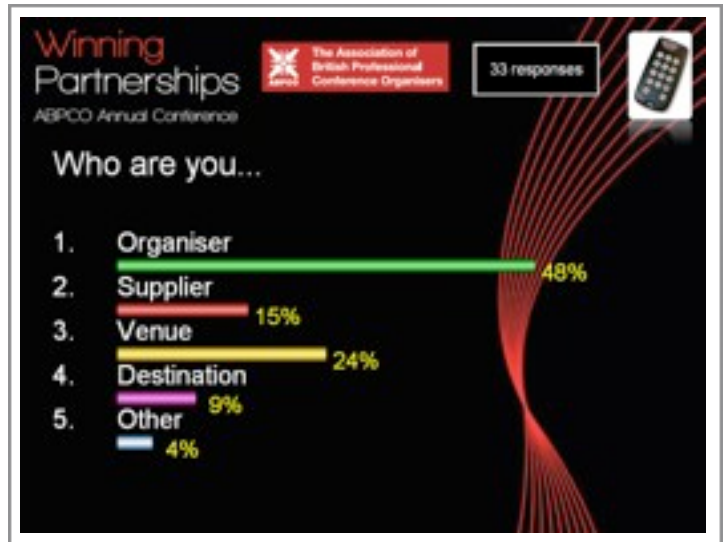 Winning
Partnerships
ABPCO Annual Conference
ABPCO
The Association of
British Professional
Conference Organisers
33 responses
Who are you...
1. Organiser
48%
2. Supplier
15%
3. Venue
24%
4. Destination
9%
5. Other
4%